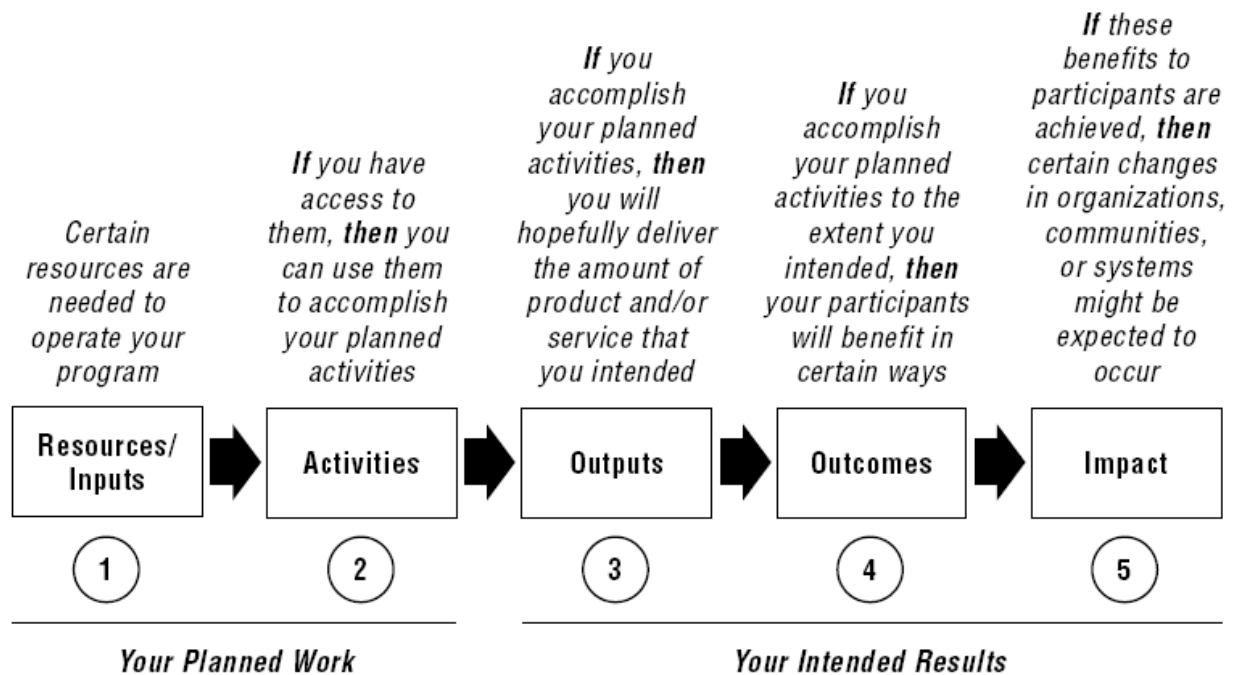 Certain
resources are
needed to
operate your
program
If you have
access to
them, then you
can use them
to accomplish
your planned
activities
If you
accomplish
your planned
activities, then
you will
hopefully deliver
the amount of
product and/or
service that
you intended
If you
accomplish
your planned
activities to the
extent you
intended, then
your participants
will benefit in
certain ways
If these
benefits to
participants are
achieved, then
certain changes
in organizations,
communities,
or systems
might be
expected to
occur
Resources/
Inputs
Activities
Outputs
Outcomes
Impact
1
2
3
4
5
Your Planned Work
Your Intended Results